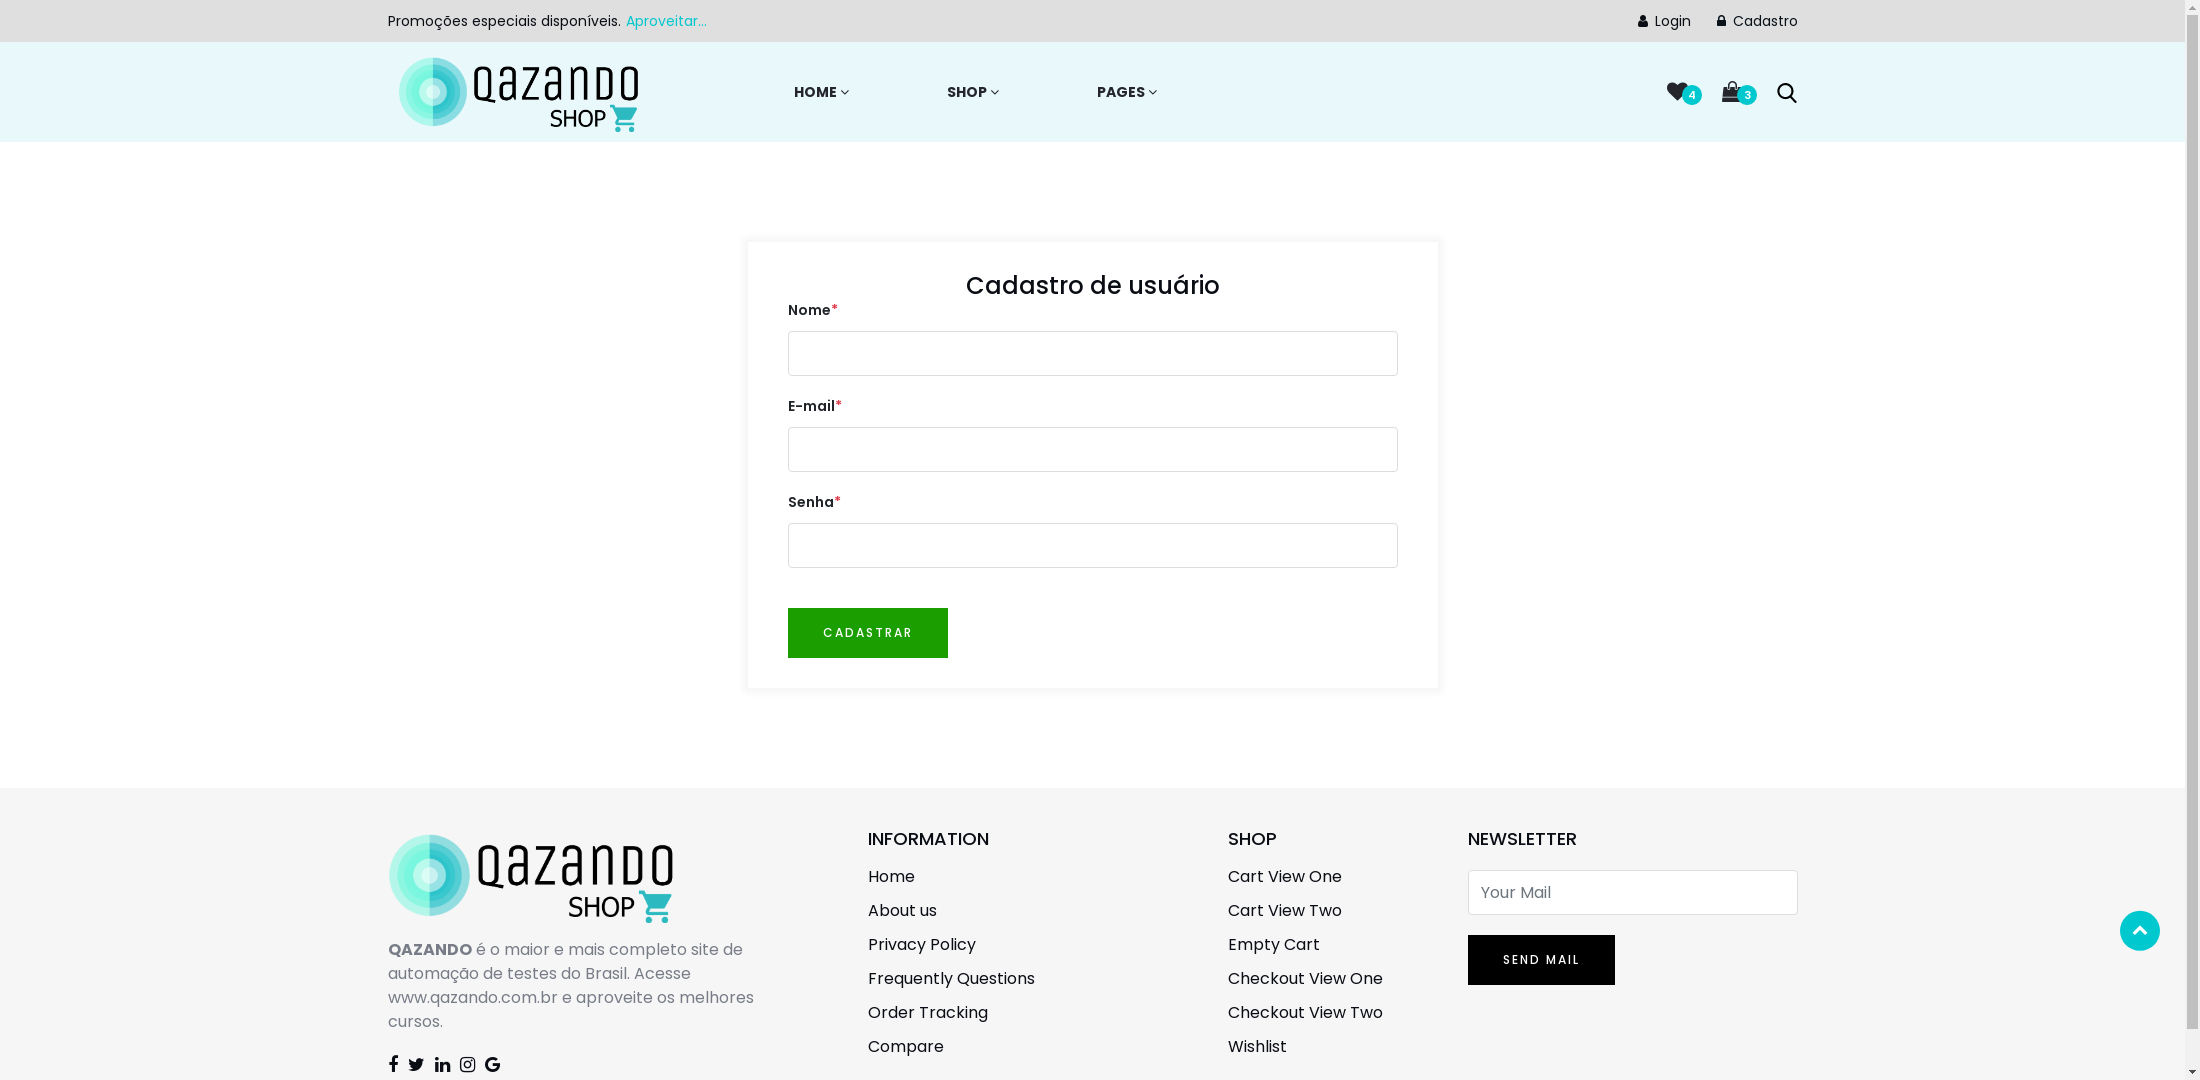 Promoções especiais disponíveis. Aproveitar...
Login
Cadastro
QAZANDO
SHOP
HOME
SHOP
PAGES
4
3
Cadastro de usuário
Nome*
E-mail*
Senha*
CADASTRAR
QAZANDO
SHOP
QAZANDO é o maior e mais completo site de
automação de testes do Brasil. Acesse
www.qazando.com.br e aproveite os melhores
cursos.
INFORMATION
Home
About us
Privacy Policy
Frequently Questions
Order Tracking
Compare
SHOP
Cart View One
Cart View Two
Empty Cart
Checkout View One
Checkout View Two
Wishlist
NEWSLETTER
Your Mail
SEND MAIL